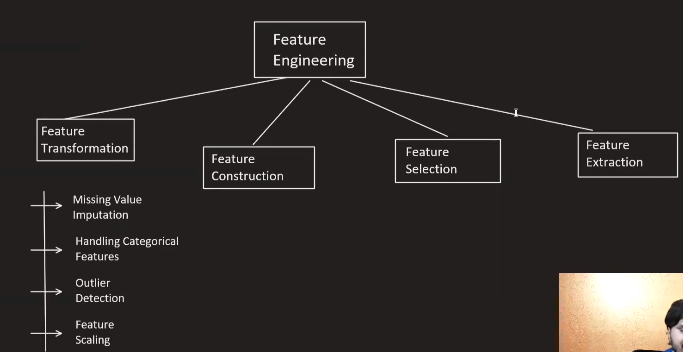 Feature
Engineering
Feature
Transformation
Feature
Construction
Feature
Selection
Feature
Extraction
Missing Value
Imputation
Handling Categorical
Features
Outlier
Detection
Feature
Scaling